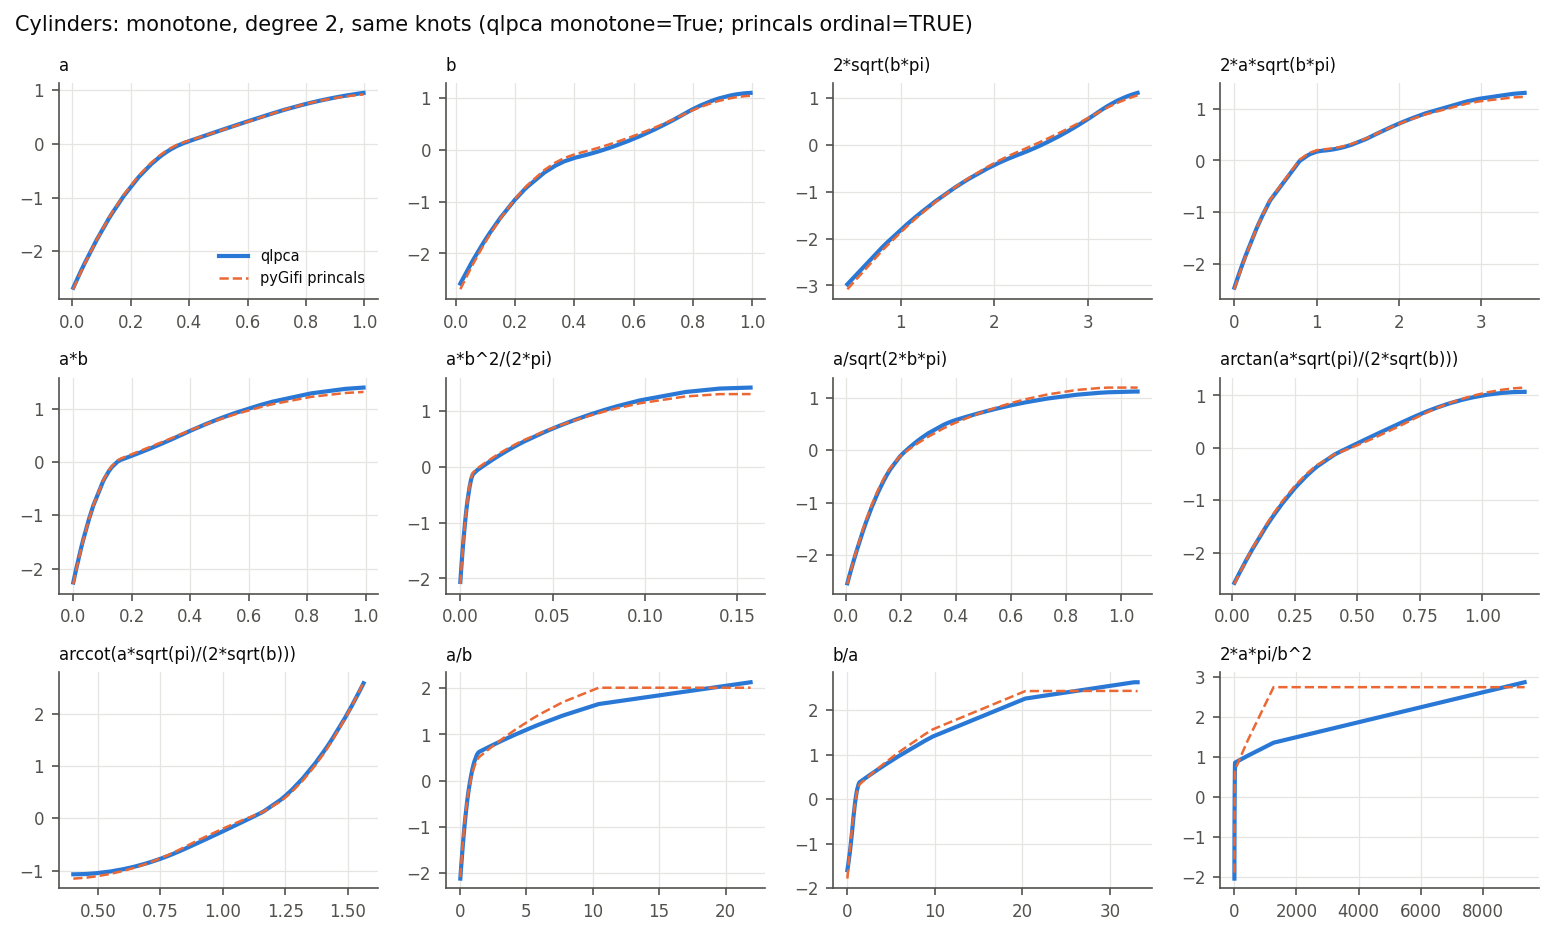 Cylinders: monotone, degree 2, same knots (qlpca monotone=True; princals ordinal=TRUE)
a
1
0
−1
−2
0.0 0.2 0.4 0.6 0.8 1.0
qlpca
pyGifi princals
b
1
0
−1
−2
0.0 0.2 0.4 0.6 0.8 1.0
2*sqrt(b*pi)
1
0
−1
−2
−3
1 2 3
2*a*sqrt(b*pi)
1
0
−1
−2
0 1 2 3
a*b
1
0
−1
−2
0.0 0.2 0.4 0.6 0.8 1.0
a*b^2/(2*pi)
1
0
−1
−2
0.00 0.05 0.10 0.15
a/sqrt(2*b*pi)
1
0
−1
−2
0.0 0.2 0.4 0.6 0.8 1.0
arctan(a*sqrt(pi)/(2*sqrt(b)))
1
0
−1
−2
0.00 0.25 0.50 0.75 1.00
arccot(a*sqrt(pi)/(2*sqrt(b)))
2
1
0
−1
0.50 0.75 1.00 1.25 1.50
a/b
2
1
0
−1
−2
0 5 10 15 20
b/a
2
1
0
−1
−2
0 10 20 30
2*a*pi/b^2
3
2
1
0
−1
−2
0 2000 4000 6000 8000